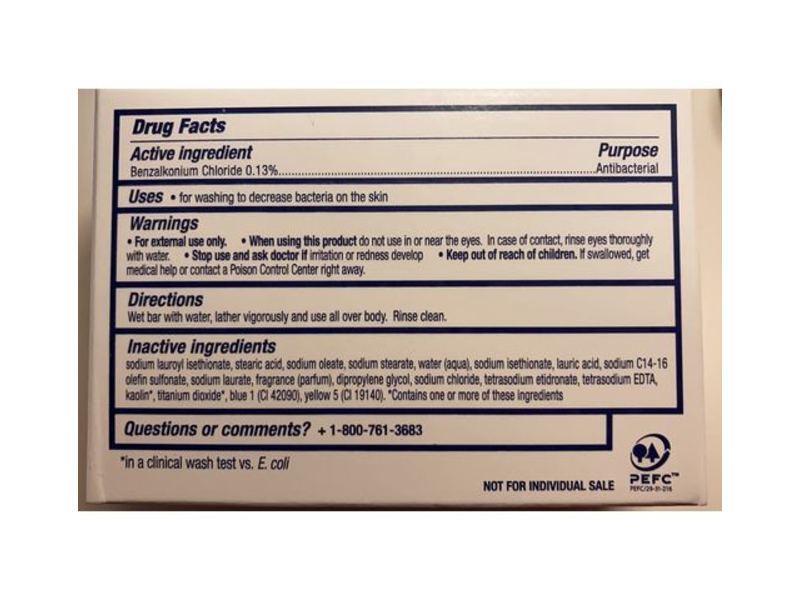 Drug Facts
Active ingredient Purpose
Benzalkonium Chloride 0.13%..........................................................................................Antibacterial
Uses • for washing to decrease bacteria on the skin
Warnings
• For external use only. • When using this product do not use in or near the eyes. In case of contact, rinse eyes thoroughly
with water. • Stop use and ask doctor if irritation or redness develop • Keep out of reach of children. If swallowed, get
medical help or contact a Poison Control Center right away.
Directions
Wet bar with water, lather vigorously and use all over body. Rinse clean.
Inactive ingredients
sodium lauroyl isethionate, stearic acid, sodium oleate, sodium stearate, water (aqua), sodium isethionate, lauric acid, sodium C14-16
olefin sulfonate, sodium laurate, fragrance (parfum), dipropylene glycol, sodium chloride, tetrasodium etidronate, tetrasodium EDTA,
kaolin*, titanium dioxide*, blue 1 (CI 42090), yellow 5 (CI 19140). *Contains one or more of these ingredients
Questions or comments? + 1-800-761-3683
*in a clinical wash test vs. E. coli
NOT FOR INDIVIDUAL SALE
PEFC™
PEFC/29-31-216